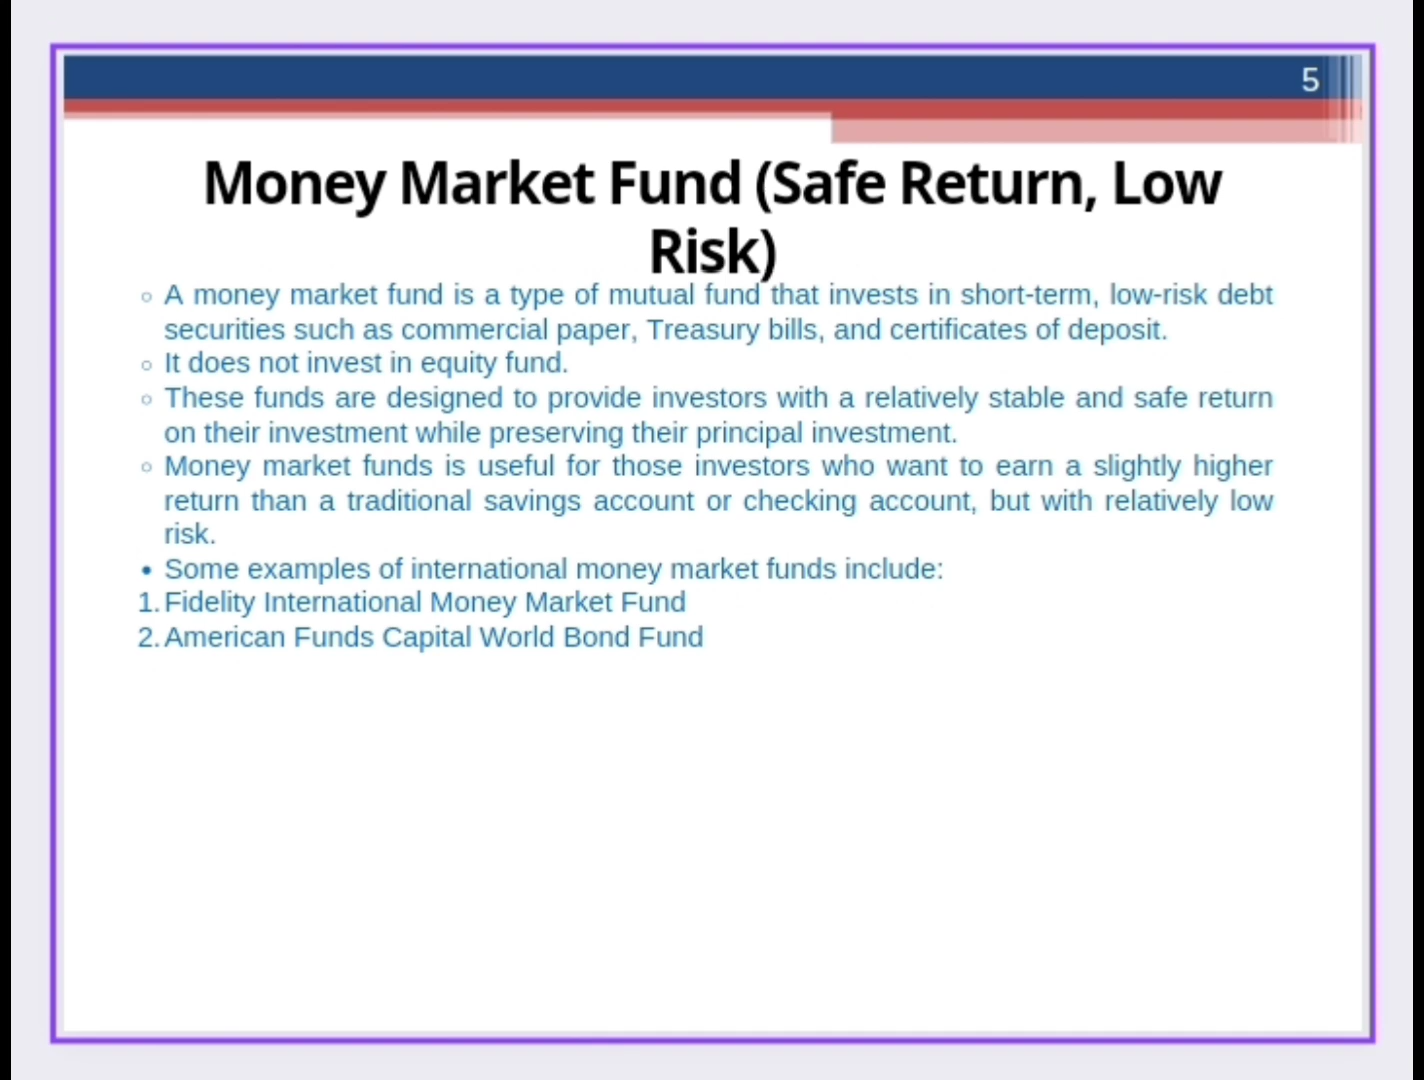 5
Money Market Fund (Safe Return, Low
Risk)
○ A money market fund is a type of mutual fund that invests in short-term, low-risk debt
securities such as commercial paper, Treasury bills, and certificates of deposit.
○ It does not invest in equity fund.
○ These funds are designed to provide investors with a relatively stable and safe return
on their investment while preserving their principal investment.
○ Money market funds is useful for those investors who want to earn a slightly higher
return than a traditional savings account or checking account, but with relatively low
risk.
• Some examples of international money market funds include:
1. Fidelity International Money Market Fund
2. American Funds Capital World Bond Fund